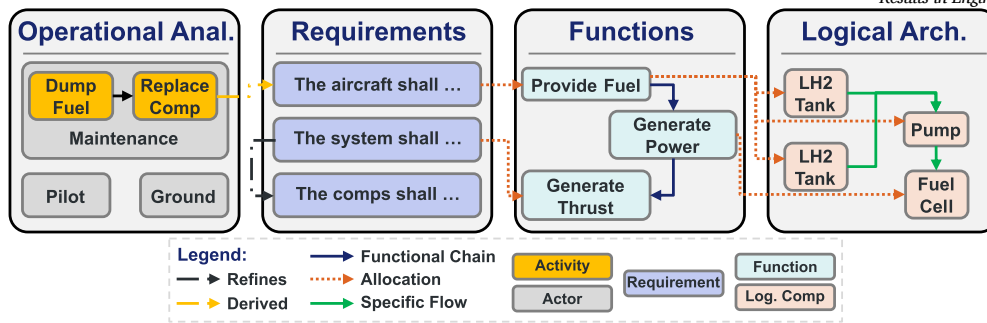 Results in Engi
Operational Anal.
Dump
Fuel
Replace
Comp
Maintenance
Pilot
Ground
Requirements
The aircraft shall ...
The system shall ...
The comps shall ...
Functions
Provide Fuel
Generate
Power
Generate
Thrust
Logical Arch.
LH2
Tank
Pump
LH2
Tank
Fuel
Cell
Legend:
Refines
Derived
Functional Chain
Allocation
Specific Flow
Activity
Actor
Requirement
Function
Log. Comp